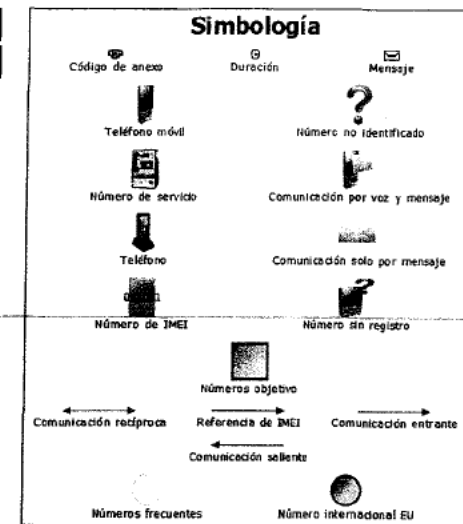 Simbología
Código de anexo
Duración
Mensaje
Teléfono móvil
Número no identificado
Número de servicio
Comunicación por voz y mensaje
Teléfono
Comunicación solo por mensaje
Número de IMEI
Número sin registro
Números objetivo
Comunicación recíproca
Referencia de IMEI
Comunicación entrante
Comunicación saliente
Números frecuentes
Número internacional EU